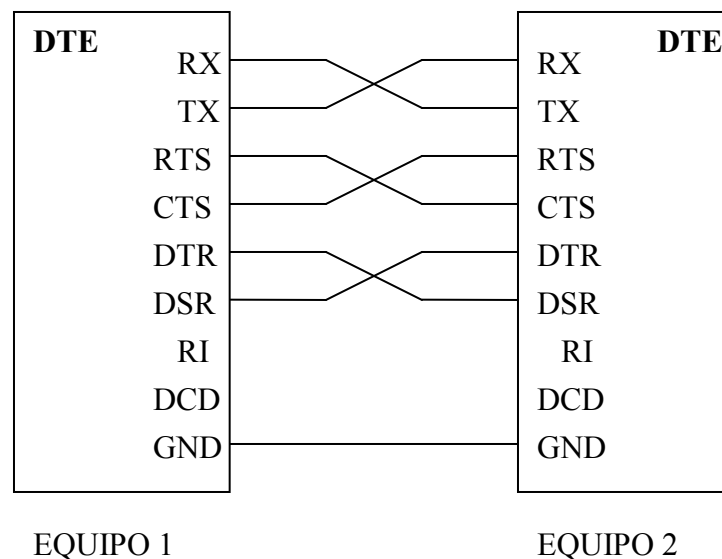 DTE DTE
RX RX
TX TX
RTS RTS
CTS CTS
DTR DTR
DSR DSR
RI RI
DCD DCD
GND GND
EQUIPO 1 EQUIPO 2